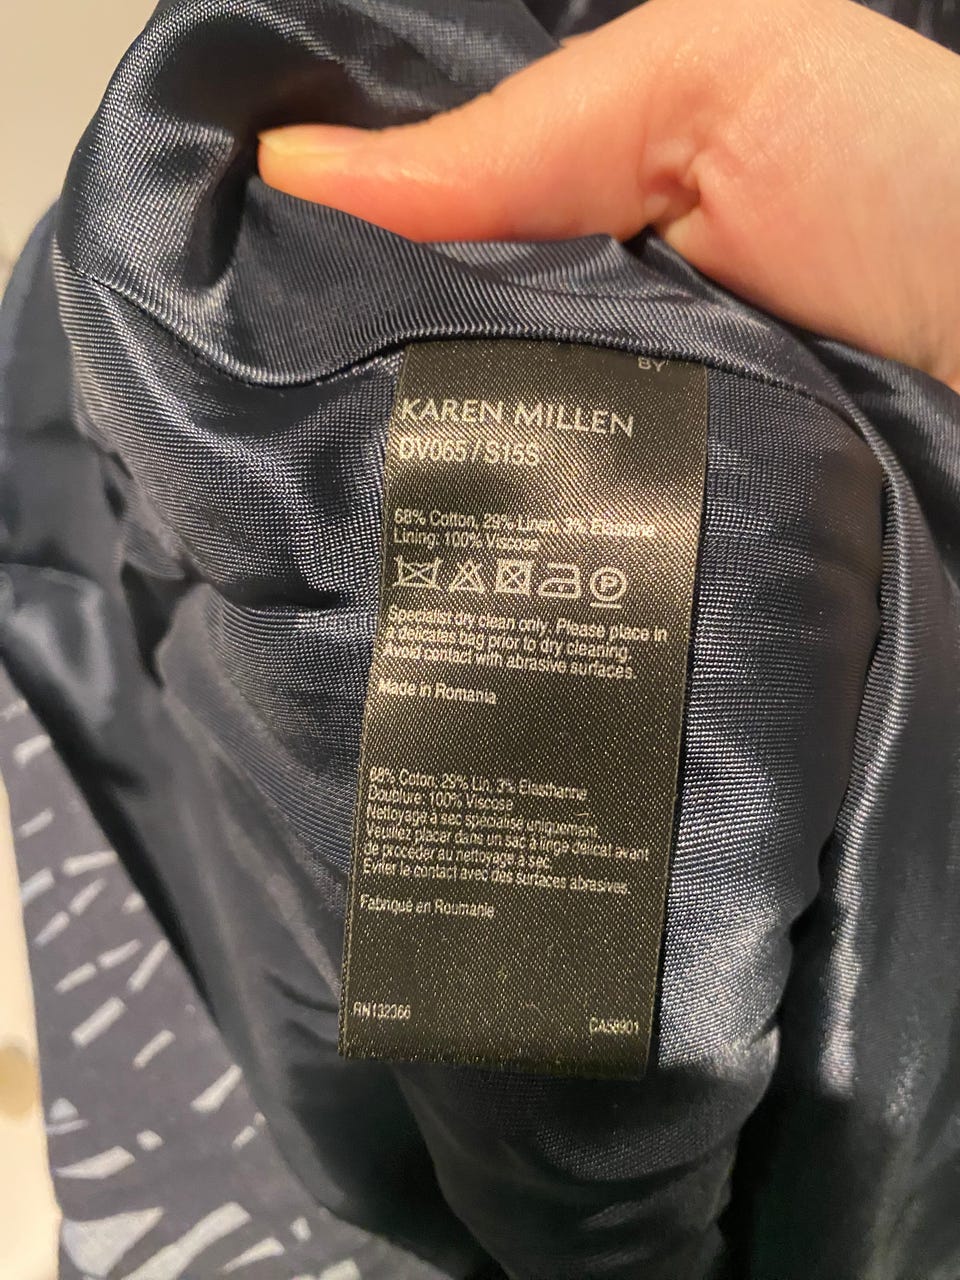 BY
KAREN MILLEN
DV065 / S15S
68% Cotton, 29% Linen, 3% Elastane
Lining: 100% Viscose
Specialist dry clean only. Please place in
a delicates bag prior to dry cleaning.
Avoid contact with abrasive surfaces.
Made in Romania
68% Coton, 29% Lin, 3% Elasthanne
Doublure: 100% Viscose
Nettoyage à sec spécialisé uniquement.
Veuillez placer dans un sac à linge délicat avant
de procéder au nettoyage à sec.
Eviter le contact avec des surfaces abrasives.
Fabriqué en Roumanie
RN132366
CA58901